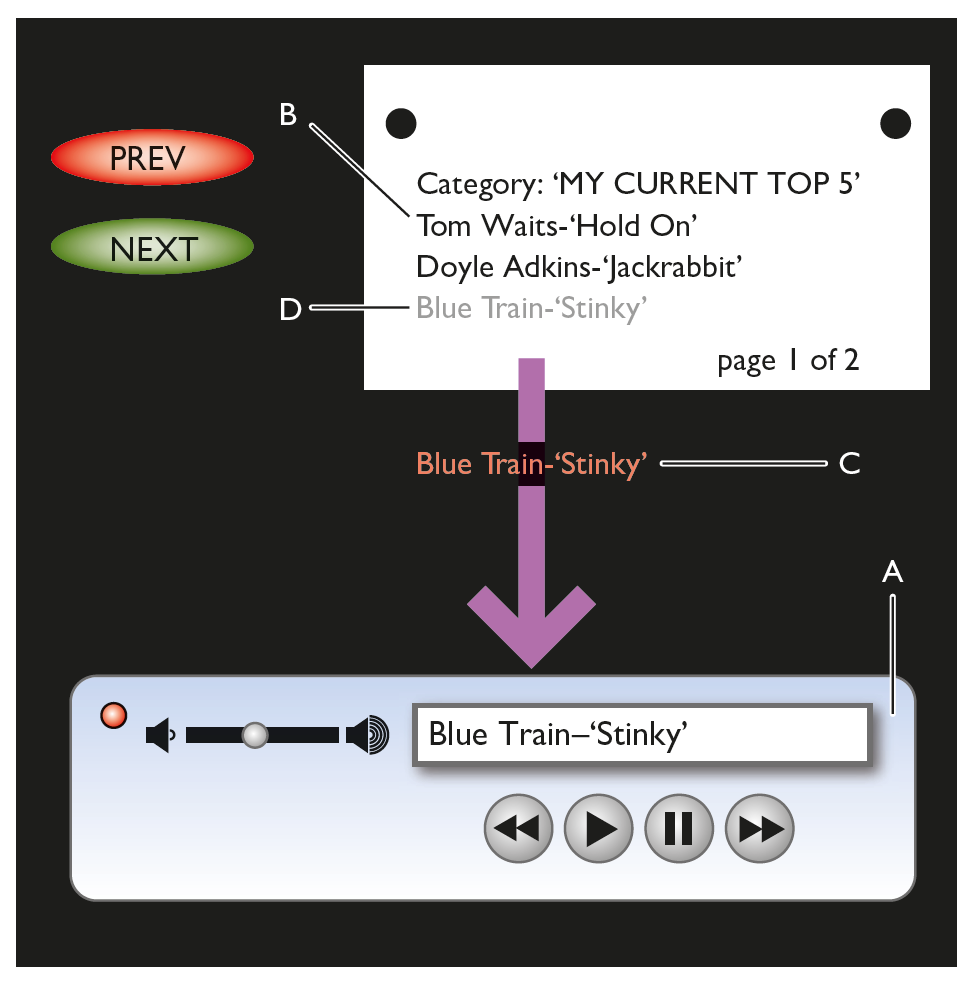 B
PREV
Category: ‘MY CURRENT TOP 5’
Tom Waits-‘Hold On’
NEXT
Doyle Adkins-‘Jackrabbit’
D
Blue Train-‘Stinky’
page 1 of 2
Blue Train-‘Stinky’
C
A
Blue Train–‘Stinky’